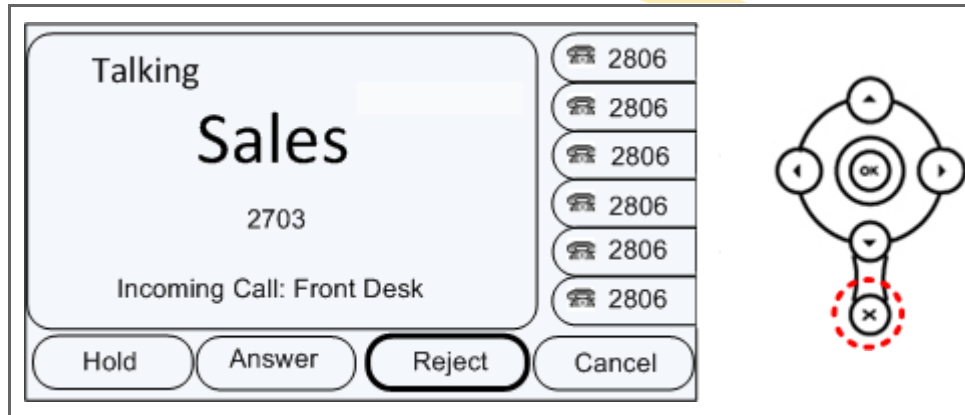 Talking
Sales
2703
Incoming Call: Front Desk
2806
2806
2806
2806
2806
2806
Hold Answer Reject Cancel
OK